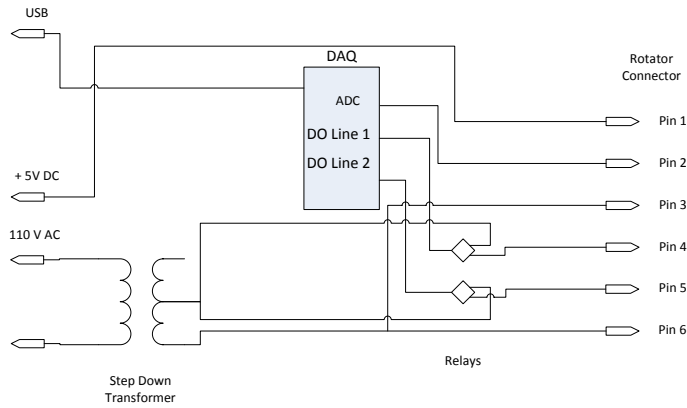 USB
DAQ
Rotator
Connector
ADC
DO Line 1
DO Line 2
Pin 1
Pin 2
+ 5V DC
Pin 3
110 V AC
Pin 4
Pin 5
Pin 6
Relays
Step Down
Transformer